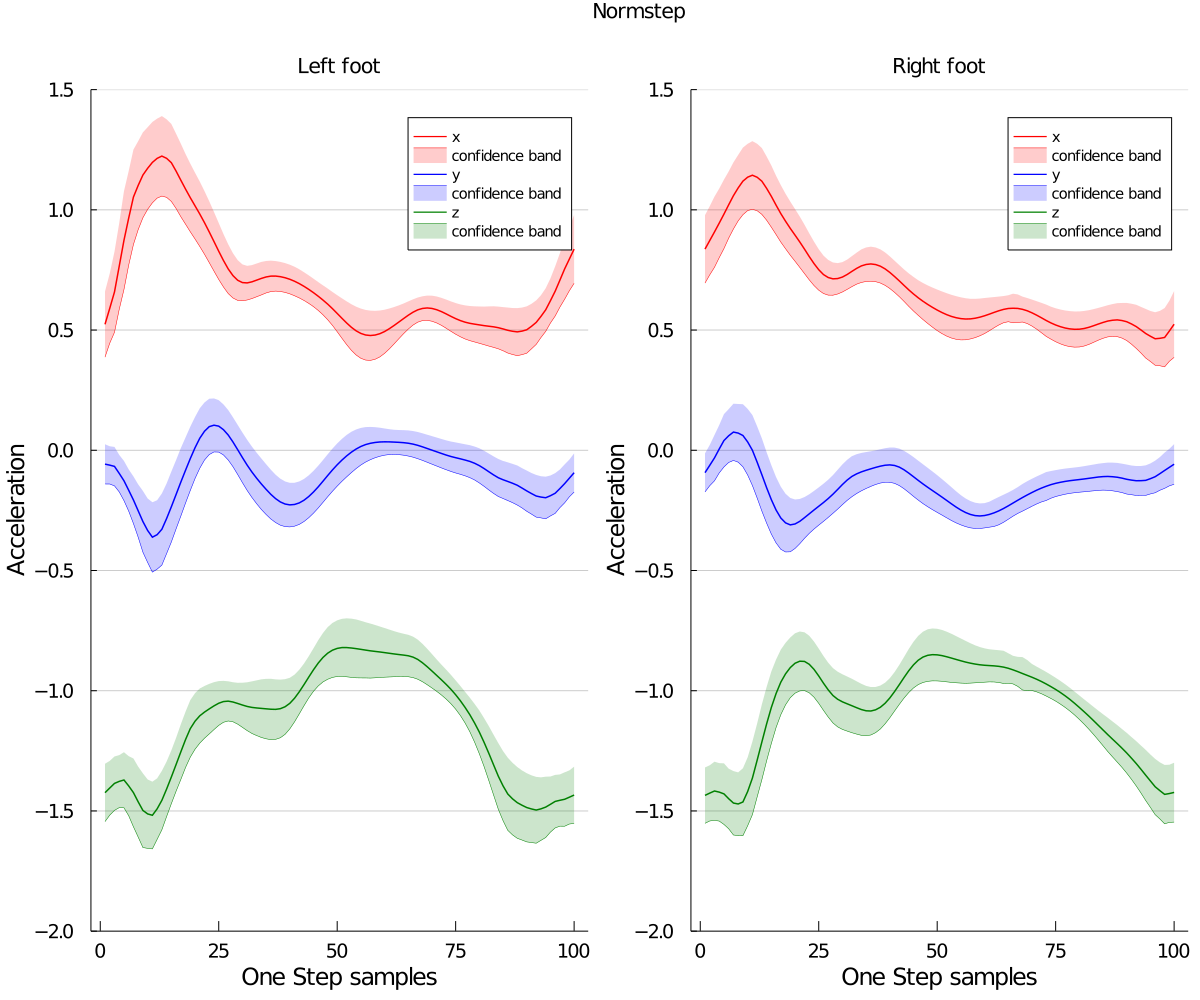 Normstep
Left foot
1.5
1.0
0.5
0.0
−0.5
−1.0
−1.5
−2.0
Acceleration
x
confidence band
y
confidence band
z
confidence band
0 25 50 75 100
One Step samples
Right foot
1.5
1.0
0.5
0.0
−0.5
−1.0
−1.5
−2.0
Acceleration
x
confidence band
y
confidence band
z
confidence band
0 25 50 75 100
One Step samples